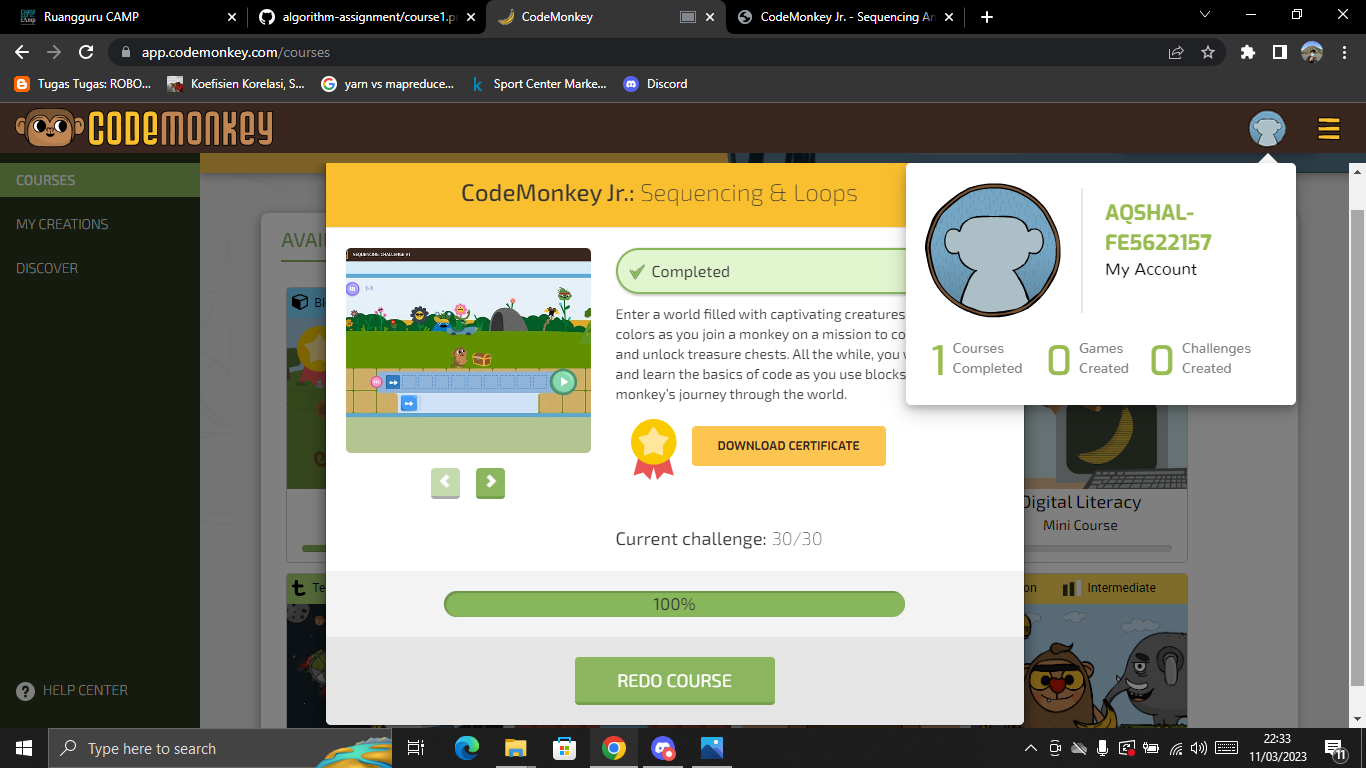 Ruangguru CAMP
algorithm-assignment/course1.p
CodeMonkey
CodeMonkey Jr. - Sequencing An
app.codemonkey.com/courses
Tugas Tugas: ROBO...
Koefisien Korelasi, S...
yarn vs mapreduce...
Sport Center Marke...
Discord
CODEMONKEY
COURSES
MY CREATIONS
DISCOVER
HELP CENTER
AVAI
CodeMonkey Jr.: Sequencing & Loops
SEQUENCING CHALLENGE #1
Completed
Enter a world filled with captivating creatures
colors as you join a monkey on a mission to co
and unlock treasure chests. All the while, you
and learn the basics of code as you use blocks
monkey's journey through the world.
DOWNLOAD CERTIFICATE
Current challenge: 30/30
100%
REDO COURSE
AQSHAL-
FE5622157
My Account
1 Courses
Completed
0 Games
Created
0 Challenges
Created
Digital Literacy
Mini Course
Intermediate
Type here to search
22:33
11/03/2023
11